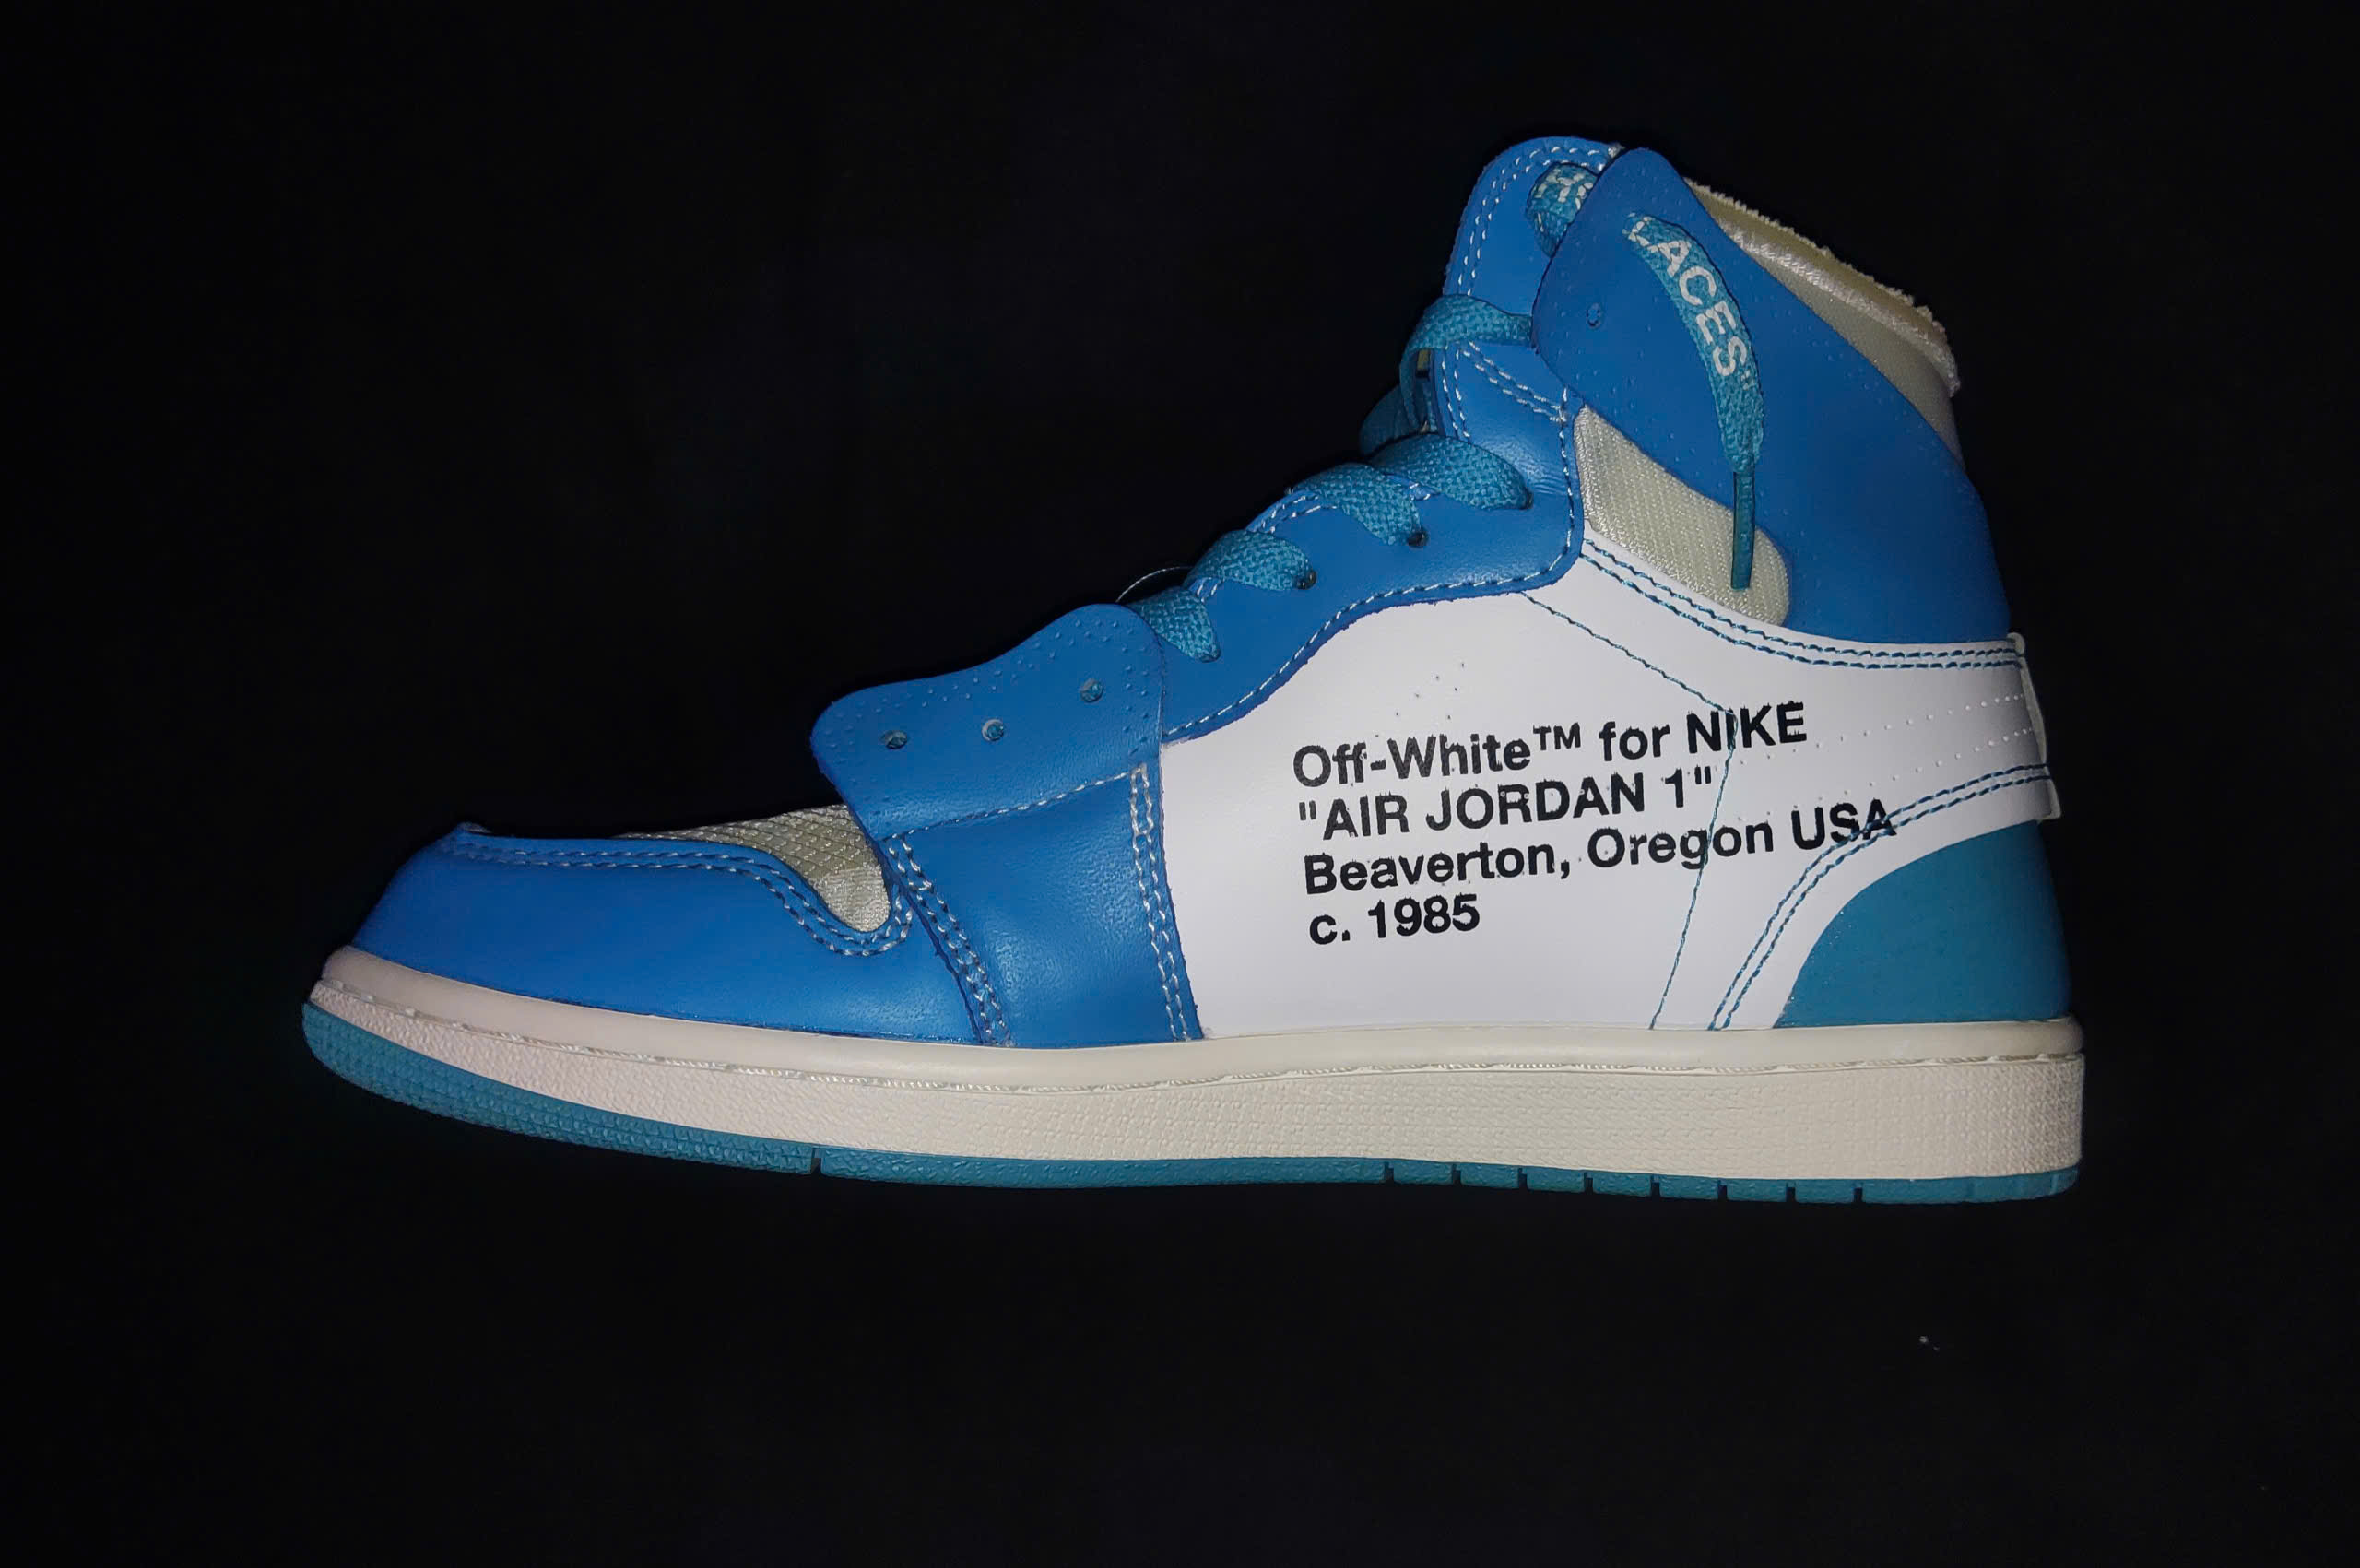 LACES"
Off-White™ for NIKE
"AIR JORDAN 1"
Beaverton, Oregon USA
c. 1985